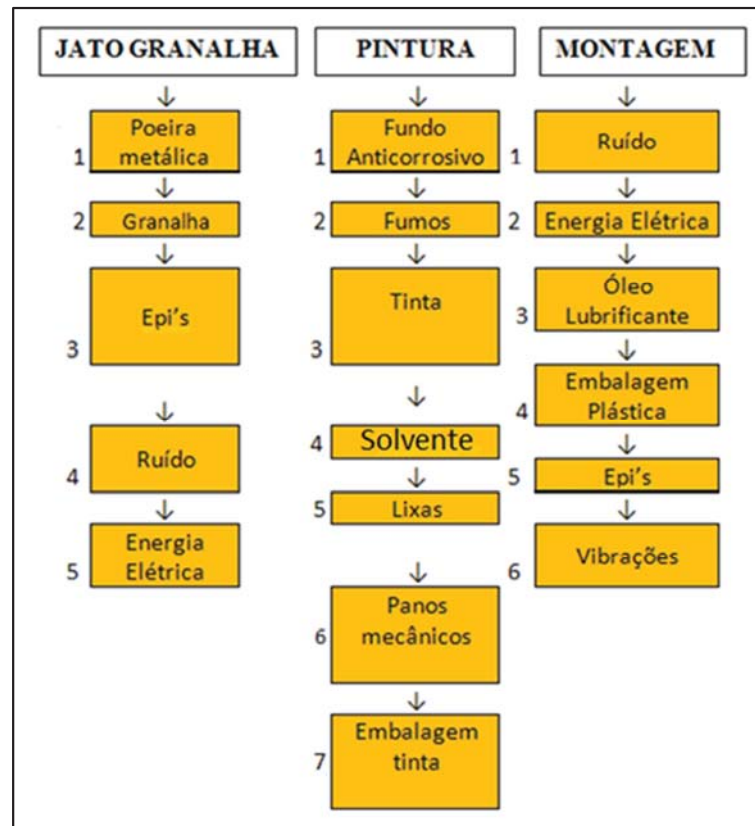 JATO GRANALHA
1 Poeira
metálica
2 Granalha
3 Epi's
4 Ruído
5 Energia
Elétrica
PINTURA
1 Fundo
Anticorrosivo
2 Fumos
3 Tinta
4 Solvente
5 Lixas
6 Panos
mecânicos
7 Embalagem
tinta
MONTAGEM
1 Ruído
2 Energia Elétrica
3 Óleo
Lubrificante
4 Embalagem
Plástica
5 Epi's
6 Vibrações